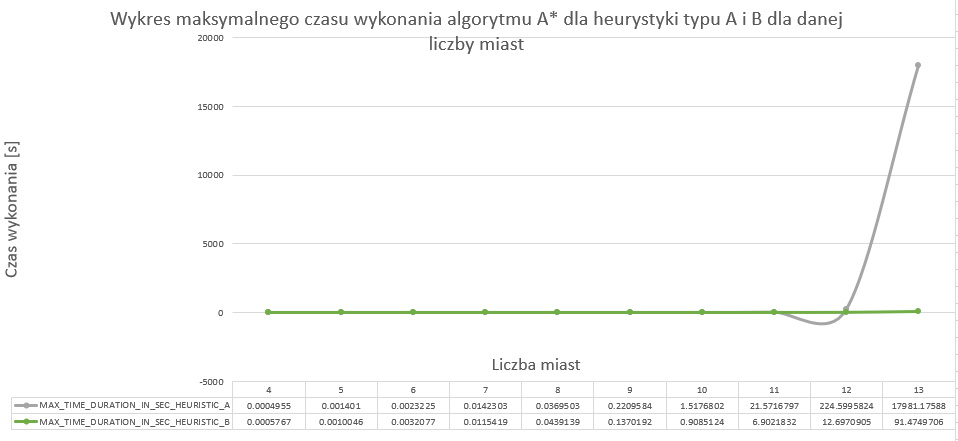 Wykres maksymalnego czasu wykonania algorytmu A* dla heurystyki typu A i B dla danej
liczby miast
Czas wykonania [s]
20000
15000
10000
5000
0
-5000
Liczba miast
4 5 6 7 8 9 10 11 12 13
MAX_TIME_DURATION_IN_SEC_HEURISTIC_A 0.0004955 0.001401 0.0023225 0.0142303 0.0369503 0.2209584 1.5176802 21.5716797 224.5995824 17981.17588
MAX_TIME_DURATION_IN_SEC_HEURISTIC_B 0.0005767 0.0010046 0.0032077 0.0115419 0.0439139 0.1370192 0.9085124 6.9021832 12.6970905 91.4749706